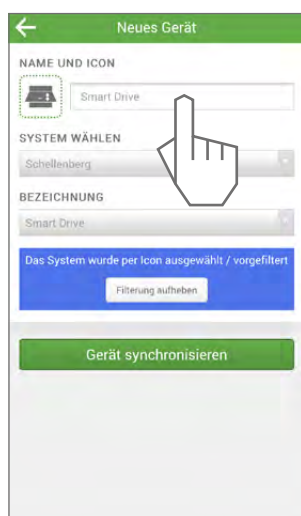 Neues Gerät
NAME UND ICON
Smart Drive
SYSTEM WÄHLEN
Schellenberg
BEZEICHNUNG
Smart Drive
Das System wurde per Icon ausgewählt / vorgefiltert
Filterung aufheben
Gerät synchronisieren